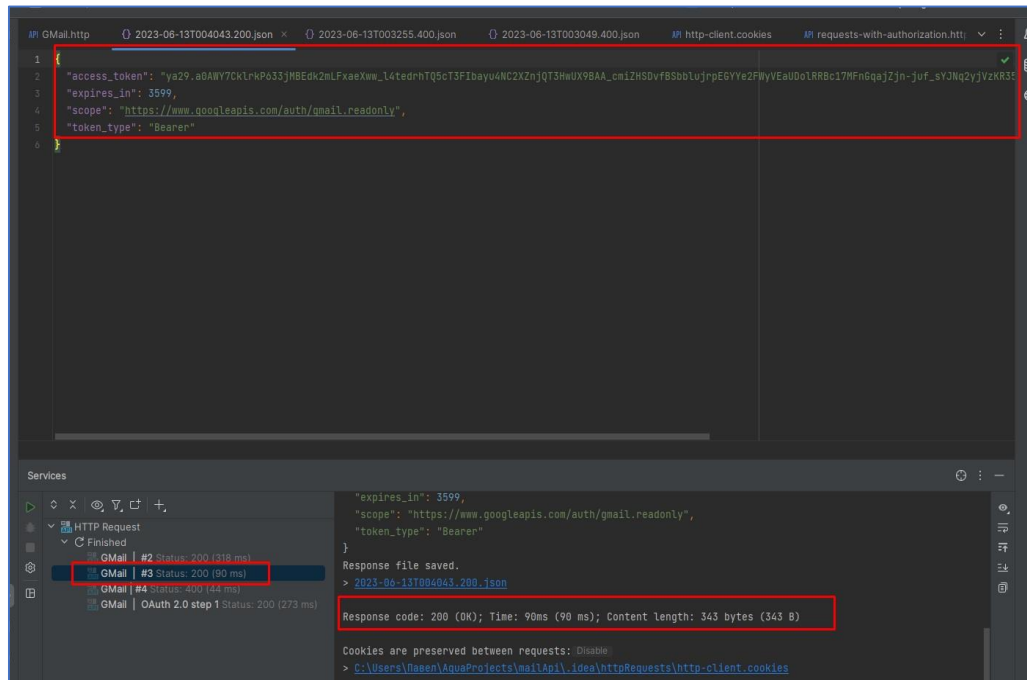 GMail.http 2023-06-13T004043.200.json 2023-06-13T003255.400.json 2023-06-13T003049.400.json http-client.cookies requests-with-authorization.htt
1 {
2 "access_token": "
3 "expires_in": 3599,
4 "scope": "https://www.googleapis.com/auth/gmail.readonly",
5 "token_type": "Bearer"
6 }
Services
HTTP Request
Finished
GMail | #2 Status: 200 (318 ms)
GMail | #3 Status: 200 (90 ms)
GMail | #4 Status: 400 (44 ms)
GMail | OAuth 2.0 step 1 Status: 200 (273 ms)
"expires_in": 3599,
"scope": "https://www.googleapis.com/auth/gmail.readonly",
"token_type": "Bearer"
}
Response file saved.
> 2023-06-13T004043.200.json
Response code: 200 (OK); Time: 90ms (90 ms); Content length: 343 bytes (343 B)
Cookies are preserved between requests: Disable
> C:\Users\Павел\AquaProjects\mailApi\.idea\httpRequests\http-client.cookies